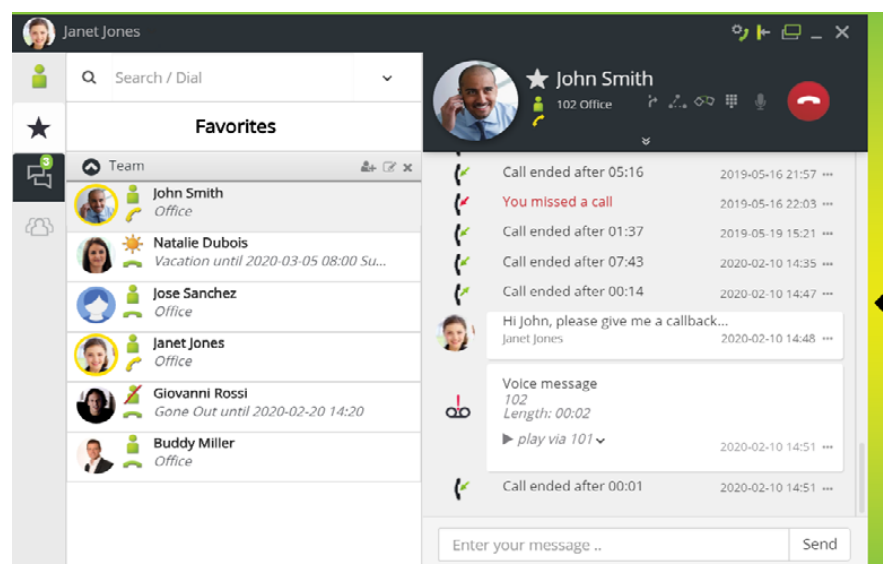 Janet Jones
Search / Dial
Favorites
3
Team
John Smith
Office
Natalie Dubois
Vacation until 2020-03-05 08:00 Su...
Jose Sanchez
Office
Janet Jones
Office
Giovanni Rossi
Gone Out until 2020-02-20 14:20
Buddy Miller
Office
John Smith
102 Office
Call ended after 05:16 2019-05-16 21:57
You missed a call 2019-05-16 22:03
Call ended after 01:37 2019-05-19 15:21
Call ended after 07:43 2020-02-10 14:35
Call ended after 00:14 2020-02-10 14:47
Hi John, please give me a callback...
Janet Jones 2020-02-10 14:48
Voice message
102
Length: 00:02
play via 101
2020-02-10 14:51
Call ended after 00:01 2020-02-10 14:51
Enter your message .. Send